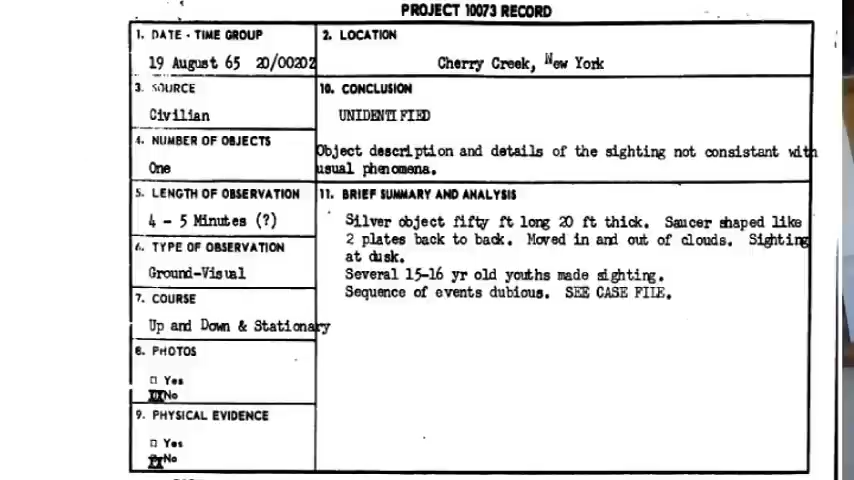 PROJECT 10073 RECORD
1. DATE - TIME GROUP
19 August 65 20/0020Z
2. LOCATION
Cherry Creek, New York
3. SOURCE
Civilian
10. CONCLUSION
UNIDENTIFIED
Object description and details of the sighting not consistant with
usual phenomena.
4. NUMBER OF OBJECTS
One
5. LENGTH OF OBSERVATION
4 - 5 Minutes (?)
11. BRIEF SUMMARY AND ANALYSIS
Silver object fifty ft long 20 ft thick. Saucer shaped like
2 plates back to back. Moved in and out of clouds. Sighting
at dusk.
Several 15-16 yr old youths made sighting.
Sequence of events dubious. SEE CASE FILE.
6. TYPE OF OBSERVATION
Ground-Visual
7. COURSE
Up and Down & Stationary
8. PHOTOS
□ Yes
No
9. PHYSICAL EVIDENCE
□ Yes
No